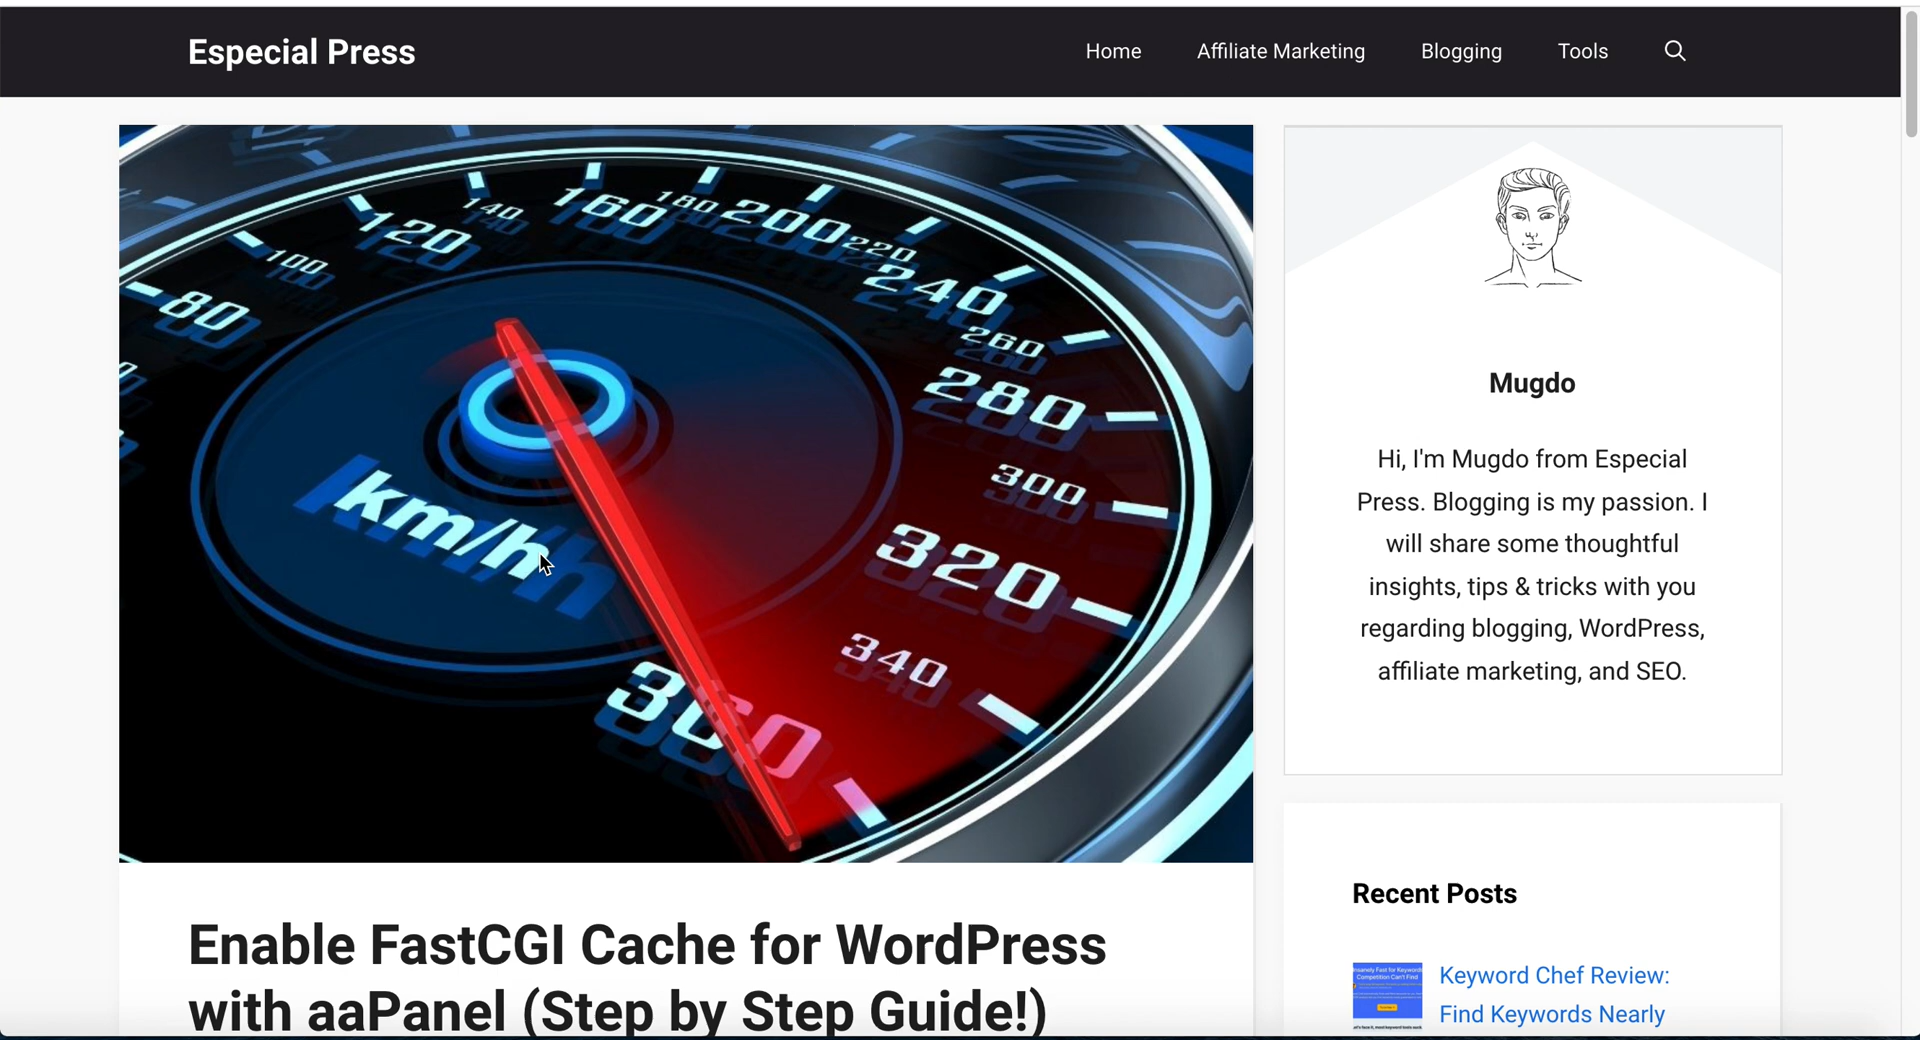 Especial Press
Home
Affiliate Marketing
Blogging
Tools
80
100
120
140
160
180
200
220
240
260
280
300
320
340
360
km/h
Mugdo
Hi, I'm Mugdo from Especial
Press. Blogging is my passion. I
will share some thoughtful
insights, tips & tricks with you
regarding blogging, WordPress,
affiliate marketing, and SEO.
Enable FastCGI Cache for WordPress
with aaPanel (Step by Step Guide!)
Recent Posts
Keyword Chef Review:
Find Keywords Nearly